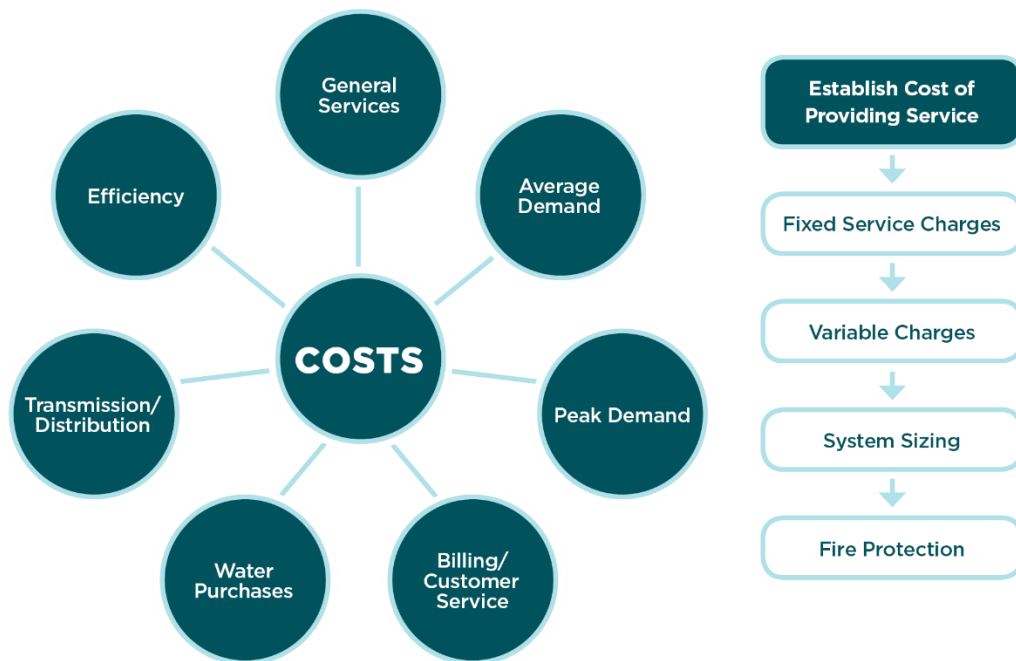 General
Services
Efficiency
Average
Demand
COSTS
Transmission/
Distribution
Peak Demand
Water
Purchases
Billing/
Customer
Service
Establish Cost of
Providing Service
Fixed Service Charges
Variable Charges
System Sizing
Fire Protection